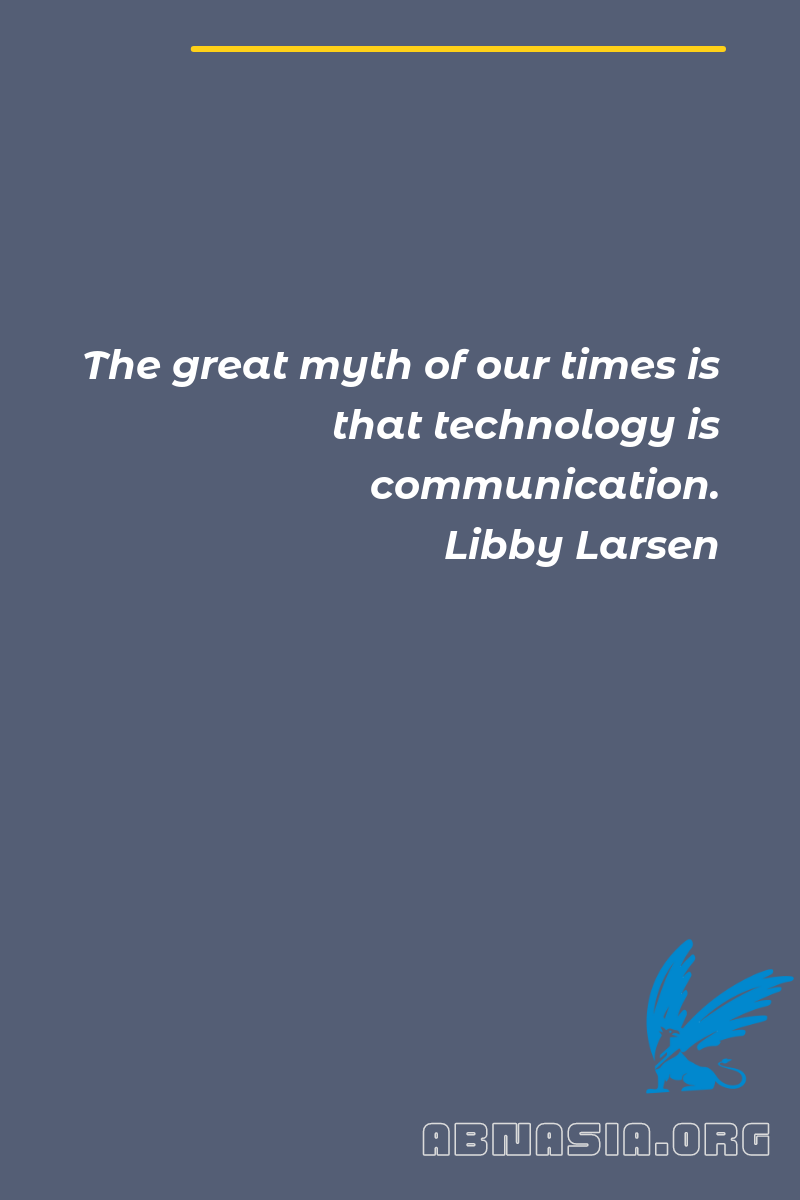 The great myth of our times is
that technology is
communication.
Libby Larsen
ABNASIA.ORG